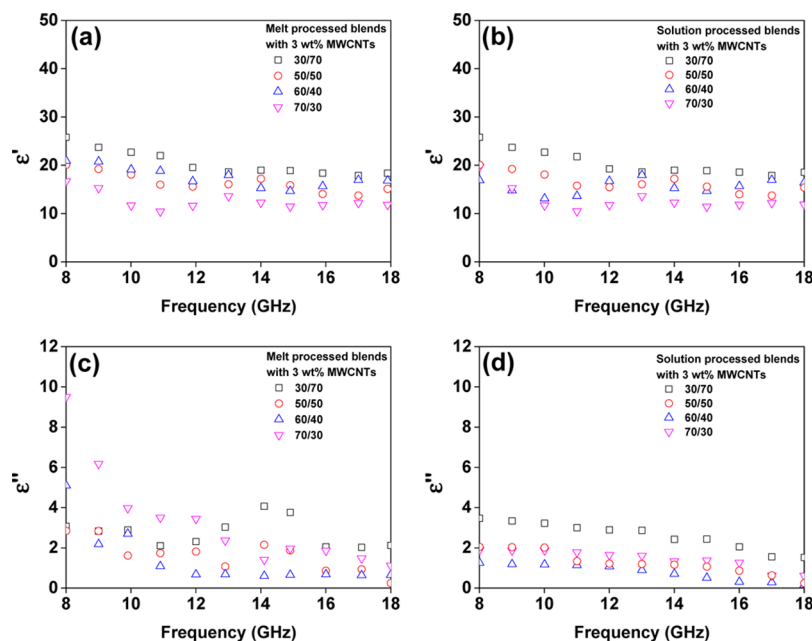 (a)
Melt processed blends
with 3 wt% MWCNTs
30/70
50/50
60/40
70/30
50
40
30
20
10
0
ε'
8 10 12 14 16 18
Frequency (GHz)
(b)
Solution processed blends
with 3 wt% MWCNTs
30/70
50/50
60/40
70/30
50
40
30
20
10
0
ε'
8 10 12 14 16 18
Frequency (GHz)
(c)
Melt processed blends
with 3 wt% MWCNTs
30/70
50/50
60/40
70/30
12
10
8
6
4
2
0
ε''
8 10 12 14 16 18
Frequency (GHz)
(d)
Solution processed blends
with 3 wt% MWCNTs
30/70
50/50
60/40
70/30
12
10
8
6
4
2
0
ε''
8 10 12 14 16 18
Frequency (GHz)